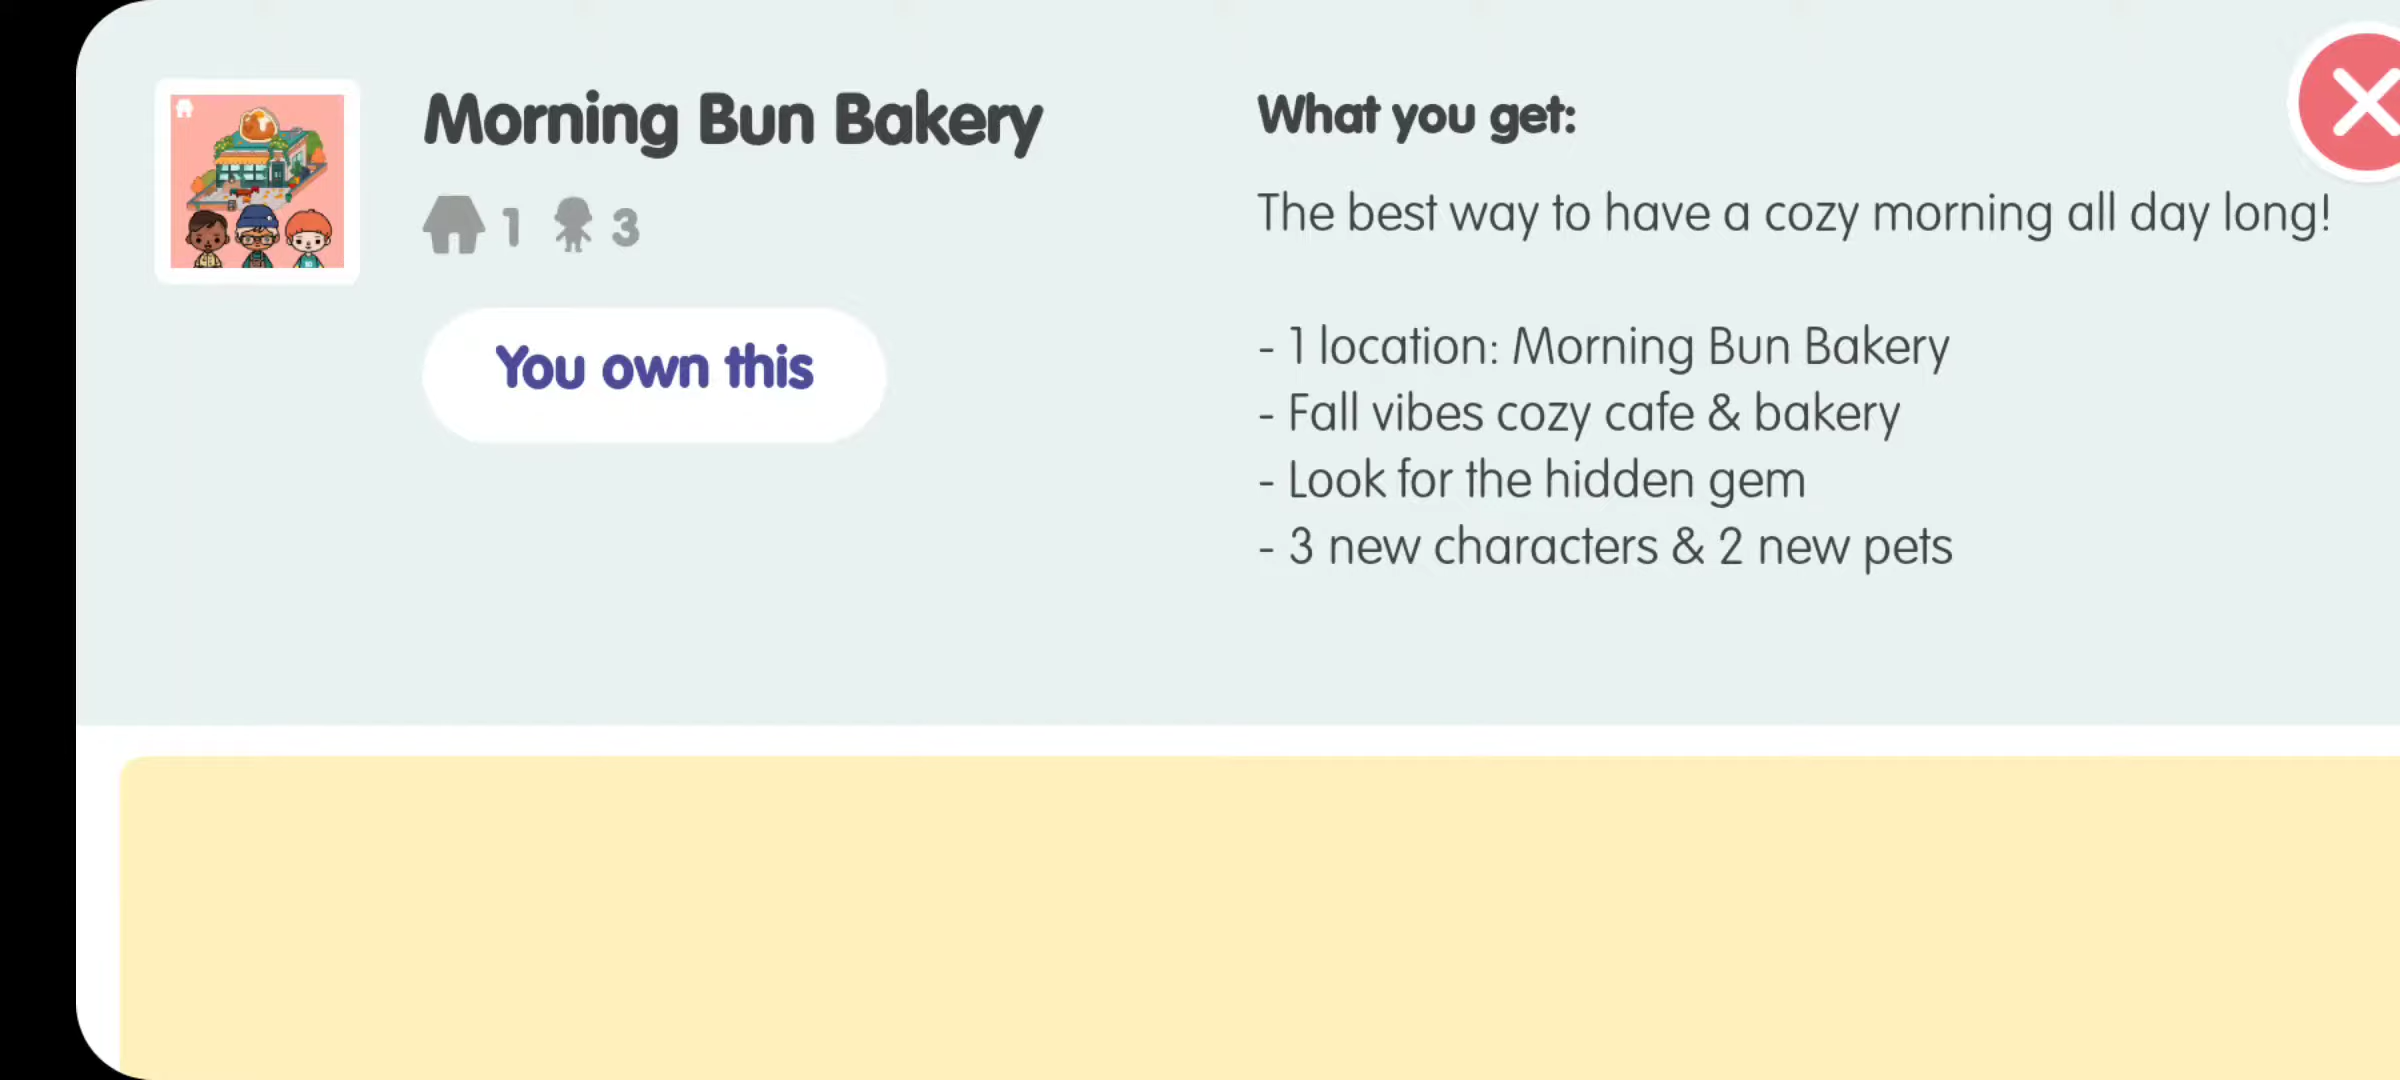 Morning Bun Bakery
1 3
You own this
What you get:
The best way to have a cozy morning all day long!
- 1 location: Morning Bun Bakery
- Fall vibes cozy cafe & bakery
- Look for the hidden gem
- 3 new characters & 2 new pets